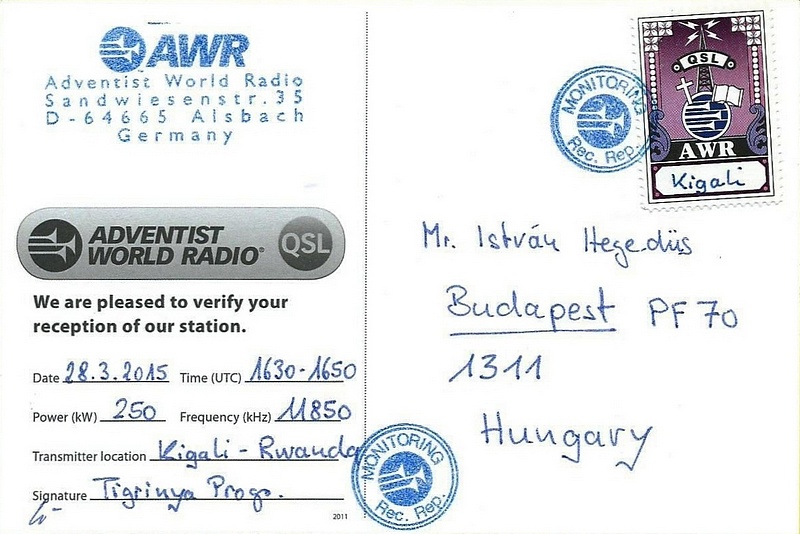 AWR
Adventist World Radio
Sandwiesenstr. 35
D-64665 Alsbach
Germany
ADVENTIST
WORLD RADIO®
QSL
We are pleased to verify your
reception of our station.
Date 28.3.2015 Time (UTC) 1630-1650
Power (kW) 250 Frequency (kHz) 11850
Transmitter location Kigali - Rwanda
Signature Tigrinya Progr.
2011
MONITORING
Rec. Rep.
MONITORING
Rec. Rep.
QSL
AWR
Kigali
Mr. István Hegedüs
Budapest PF 70
1311
Hungary